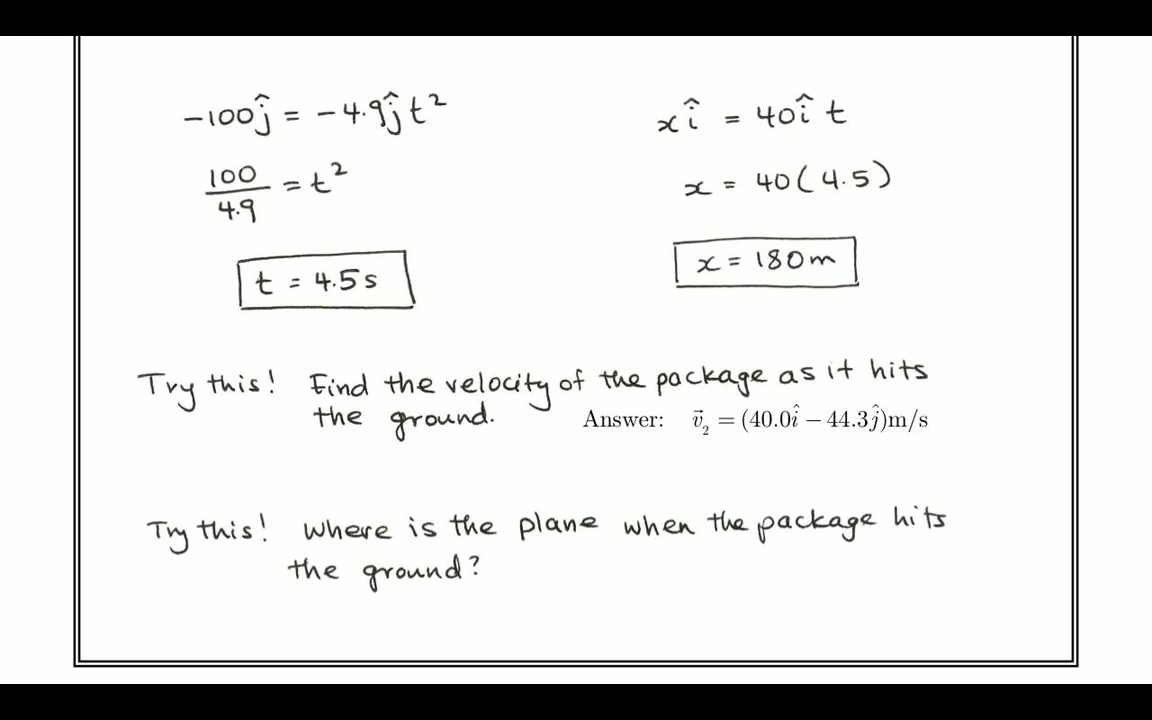 -100ĵ = -4.9ĵ t²
xî = 40î t
100/4.9 = t²
x = 40(4.5)
t = 4.5s
x = 180m
Try this! Find the velocity of the package as it hits
the ground. Answer: v⃗₂ = (40.0î − 44.3ĵ)m/s
Try this! Where is the plane when the package hits
the ground?